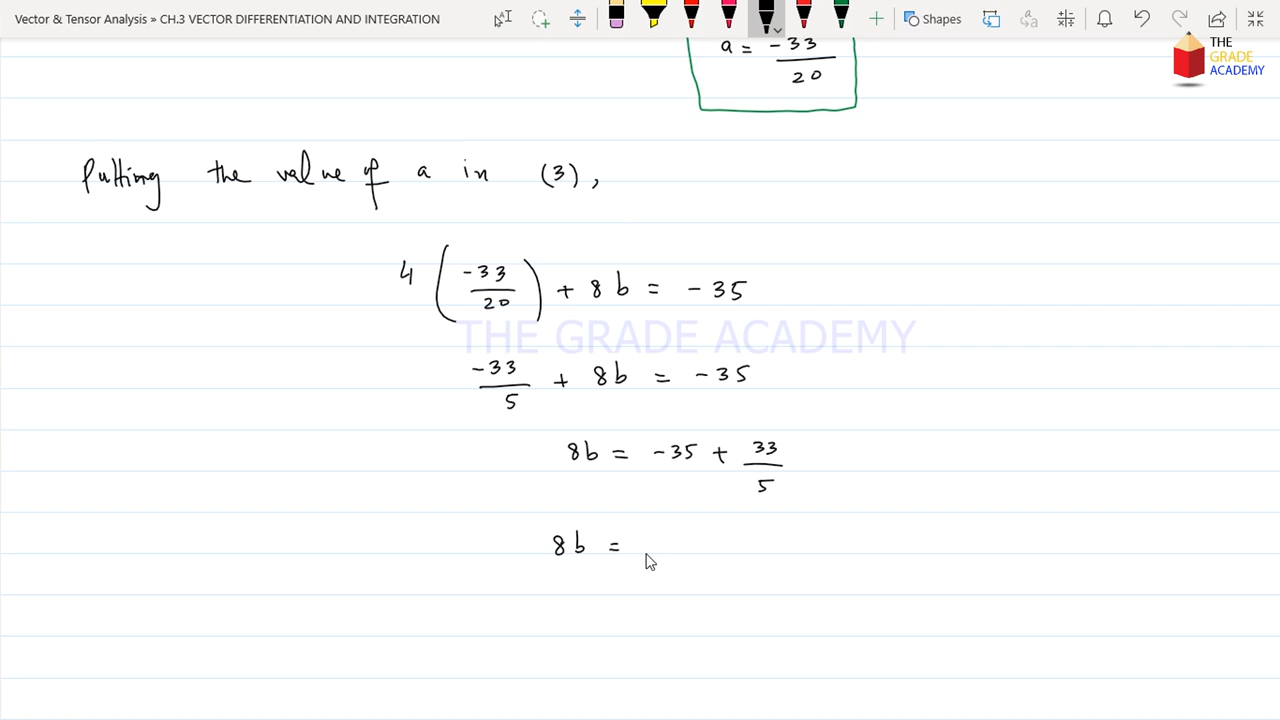 Vector & Tensor Analysis » CH.3 VECTOR DIFFERENTIATION AND INTEGRATION
Shapes
THE
GRADE
ACADEMY
a = -33/20
Putting the value of a in (3),
4 (-33/20) + 8b = -35
THE GRADE ACADEMY
-33/5 + 8b = -35
8b = -35 + 33/5
8b =